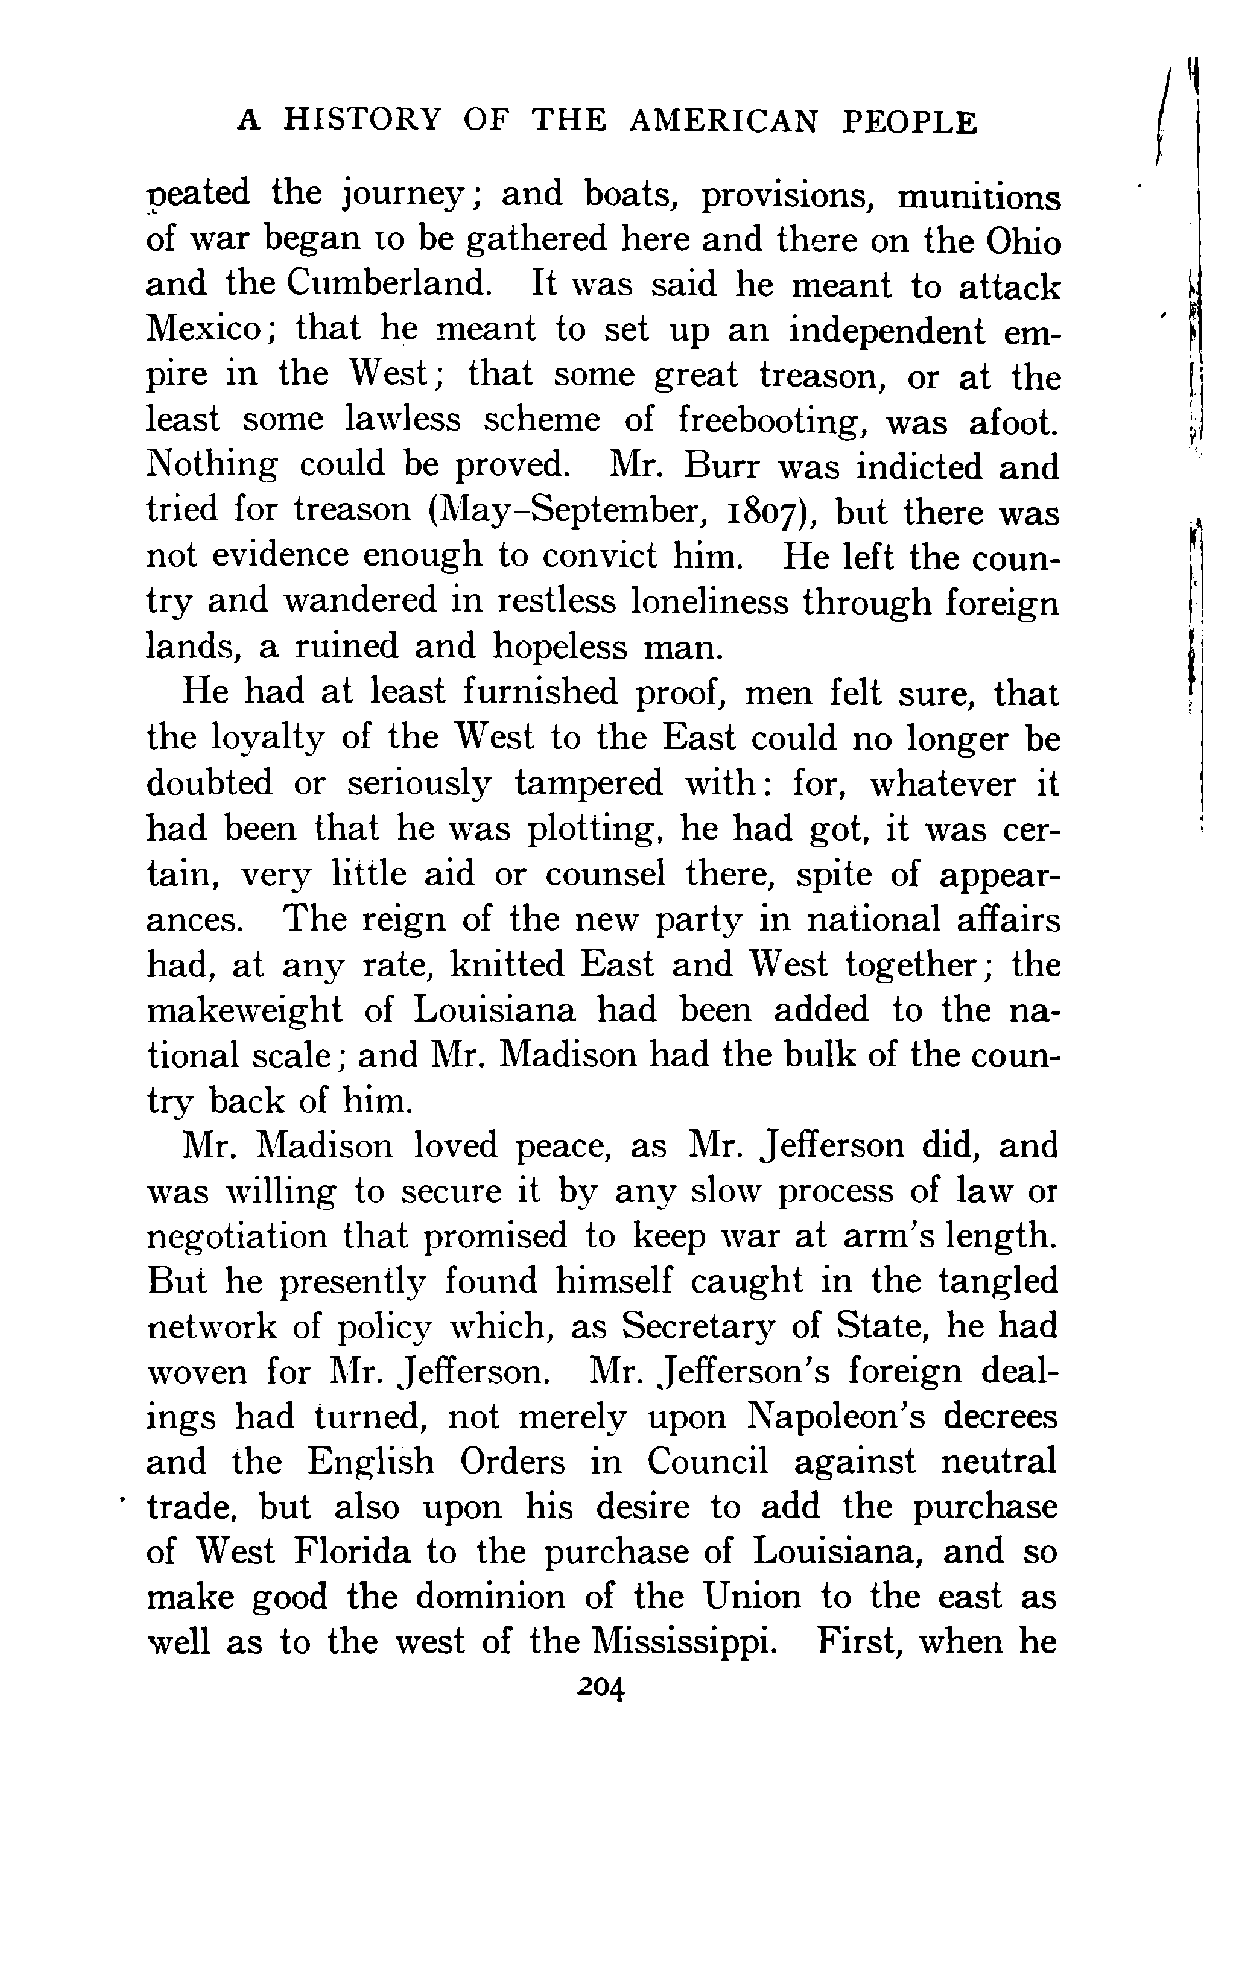 A HISTORY OF THE AMERICAN PEOPLE
peated the journey; and boats, provisions, munitions
of war began to be gathered here and there on the Ohio
and the Cumberland. It was said he meant to attack
Mexico; that he meant to set up an independent em-
pire in the West; that some great treason, or at the
least some lawless scheme of freebooting, was afoot.
Nothing could be proved. Mr. Burr was indicted and
tried for treason (May–September, 1807), but there was
not evidence enough to convict him. He left the coun-
try and wandered in restless loneliness through foreign
lands, a ruined and hopeless man.
He had at least furnished proof, men felt sure, that
the loyalty of the West to the East could no longer be
doubted or seriously tampered with: for, whatever it
had been that he was plotting, he had got, it was cer-
tain, very little aid or counsel there, spite of appear-
ances. The reign of the new party in national affairs
had, at any rate, knitted East and West together; the
makeweight of Louisiana had been added to the na-
tional scale; and Mr. Madison had the bulk of the coun-
try back of him.
Mr. Madison loved peace, as Mr. Jefferson did, and
was willing to secure it by any slow process of law or
negotiation that promised to keep war at arm's length.
But he presently found himself caught in the tangled
network of policy which, as Secretary of State, he had
woven for Mr. Jefferson. Mr. Jefferson's foreign deal-
ings had turned, not merely upon Napoleon's decrees
and the English Orders in Council against neutral
trade, but also upon his desire to add the purchase
of West Florida to the purchase of Louisiana, and so
make good the dominion of the Union to the east as
well as to the west of the Mississippi. First, when he
204